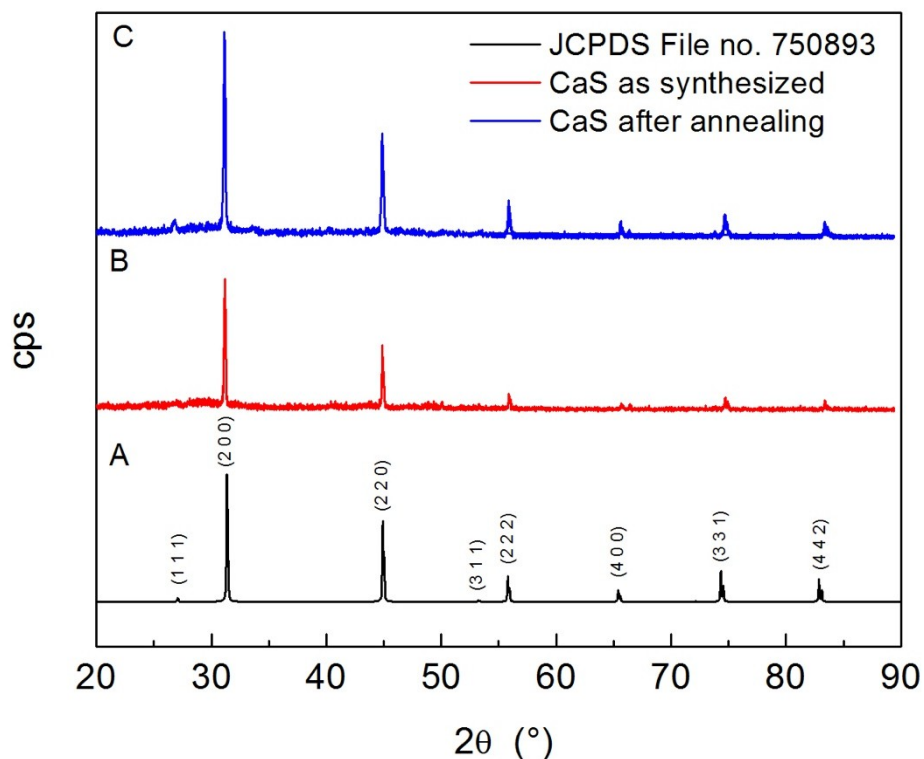 C
JCPDS File no. 750893
CaS as synthesized
CaS after annealing
B
cps
A
(1 1 1)
(2 0 0)
(2 2 0)
(3 1 1)
(2 2 2)
(4 0 0)
(3 3 1)
(4 4 2)
20 30 40 50 60 70 80 90
2θ (°)